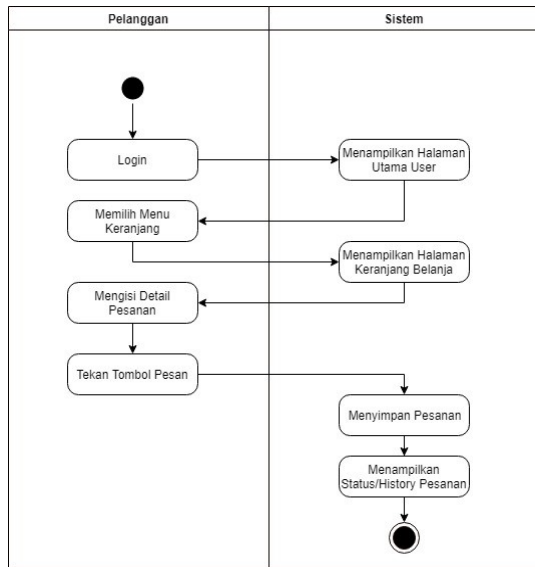 Pelanggan
Sistem
Login
Menampilkan Halaman
Utama User
Memilih Menu
Keranjang
Menampilkan Halaman
Keranjang Belanja
Mengisi Detail
Pesanan
Tekan Tombol Pesan
Menyimpan Pesanan
Menampilkan
Status/History Pesanan